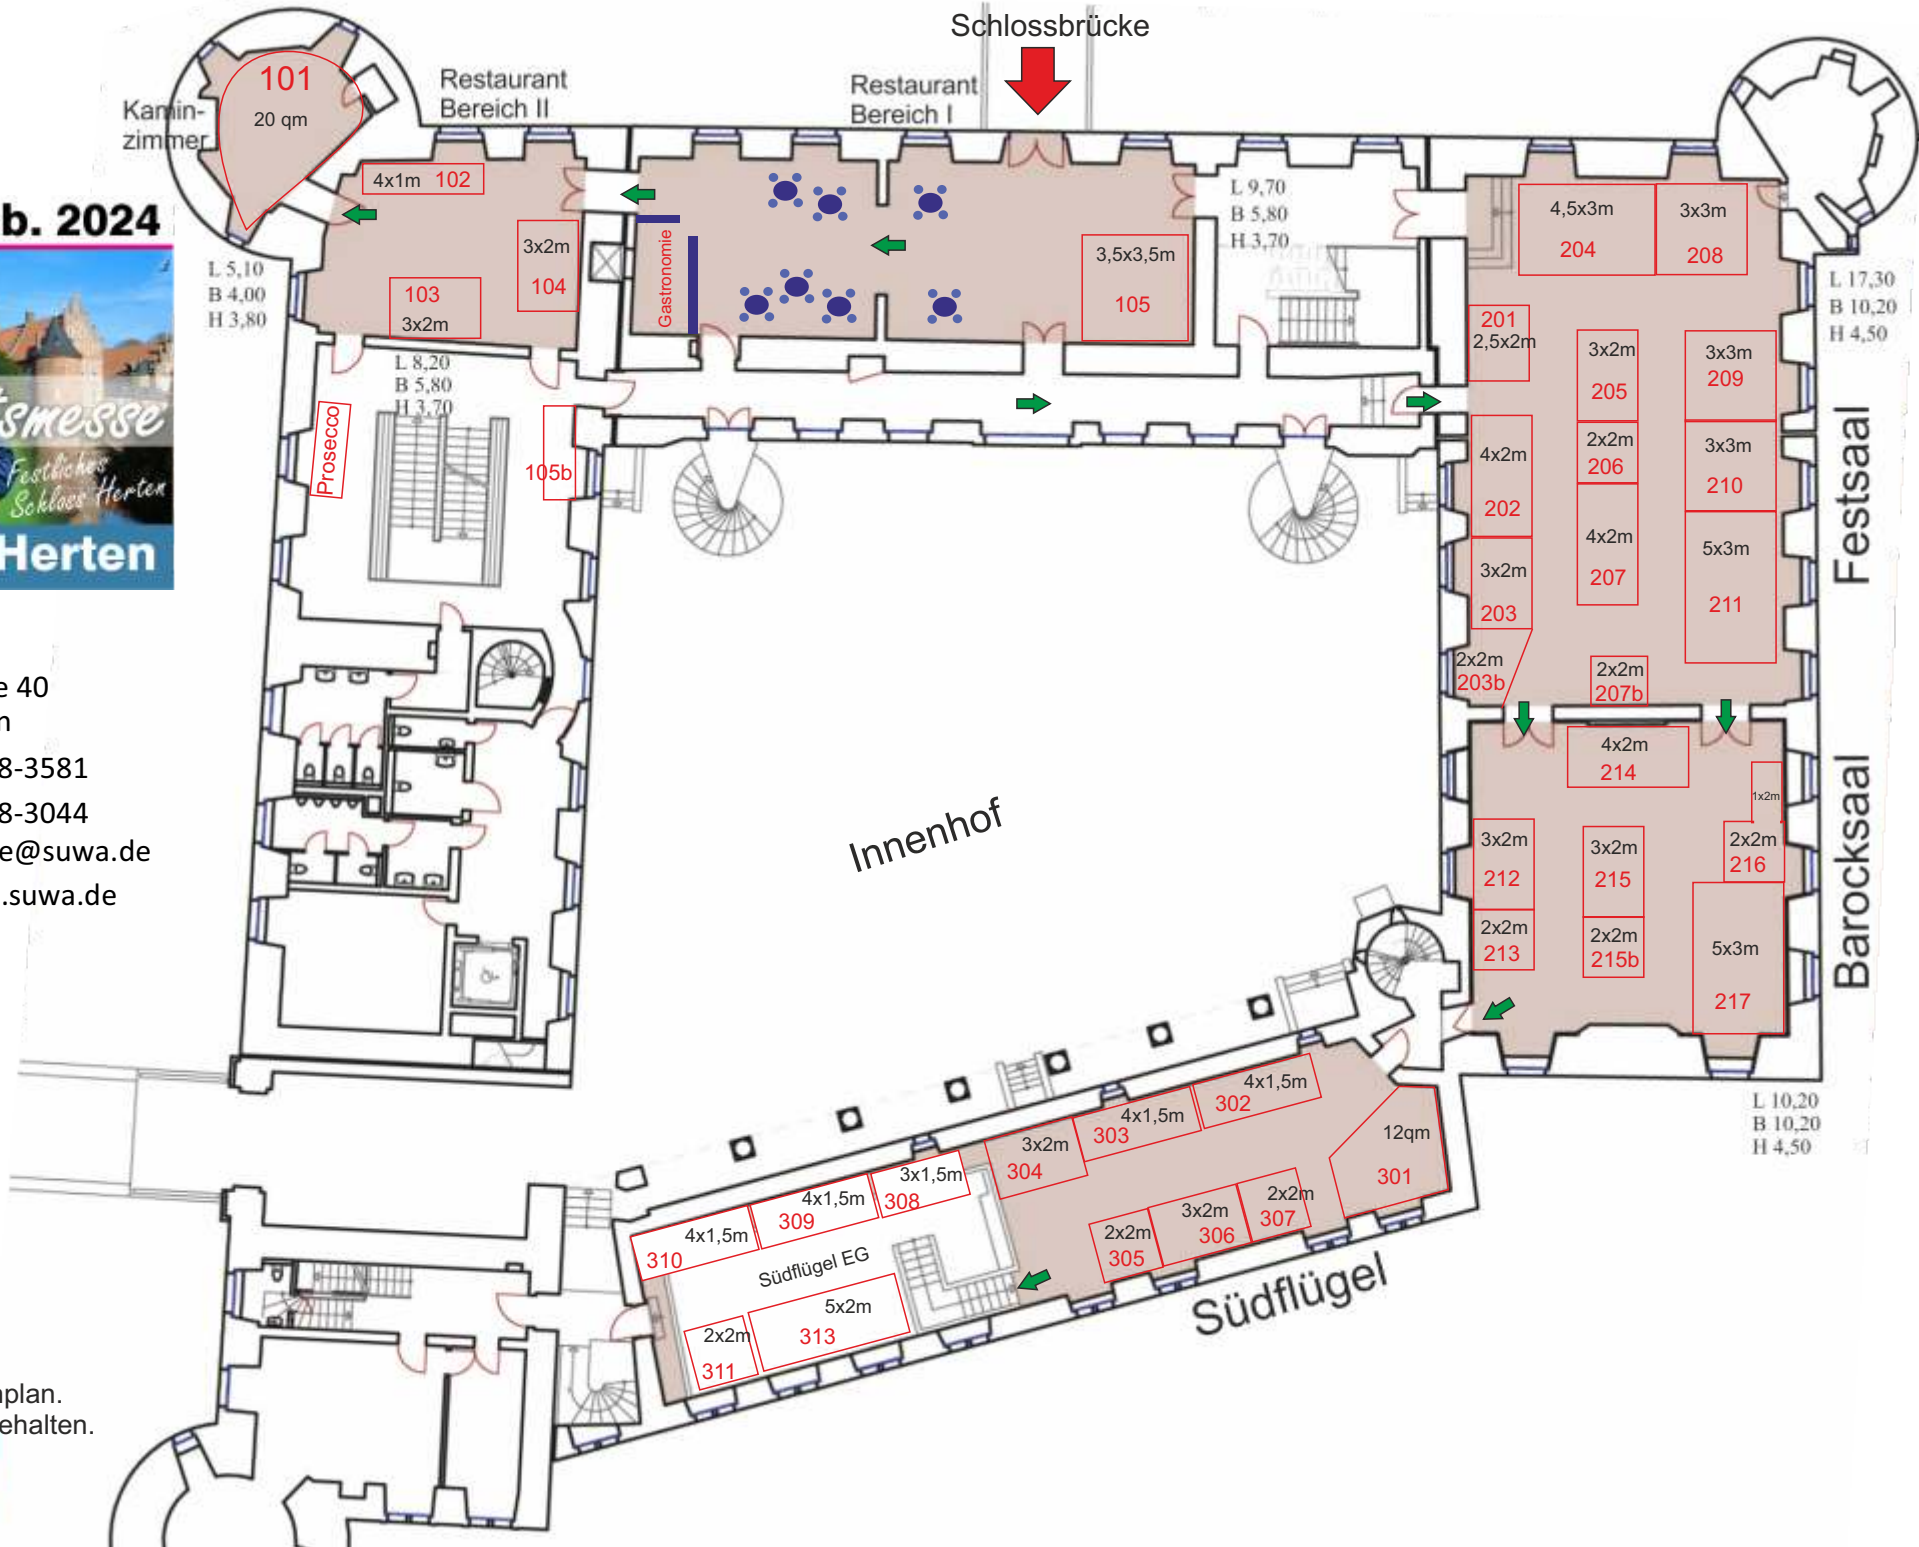 Schlossbrücke
Restaurant
Bereich II
Restaurant
Bereich I
Kamin-
zimmer
101
20 qm
4x1m 102
3x2m
104
103
3x2m
L 5,10
B 4,00
H 3,80
L 8,20
B 5,80
H 3,70
Gastronomie
3,5x3,5m
105
L 9,70
B 5,80
H 3,70
Prosecco
105b
b. 2024
smesse
Festliches
Schloss Herten
Herten
e 40
n
8-3581
8-3044
e@suwa.de
.suwa.de
nplan.
ehalten.
4,5x3m
204
3x3m
208
L 17,30
B 10,20
H 4,50
201
2,5x2m
3x2m
205
3x3m
209
4x2m
202
2x2m
206
3x3m
210
3x2m
203
4x2m
207
5x3m
211
2x2m
203b
2x2m
207b
Festsaal
4x2m
214
1x2m
3x2m
212
3x2m
215
2x2m
216
2x2m
213
2x2m
215b
5x3m
217
Barocksaal
L 10,20
B 10,20
H 4,50
Innenhof
4x1,5m
302
4x1,5m
303
3x2m
304
12qm
301
2x2m
307
3x2m
306
2x2m
305
3x1,5m
308
4x1,5m
309
4x1,5m
310
Südflügel EG
5x2m
313
2x2m
311
Südflügel